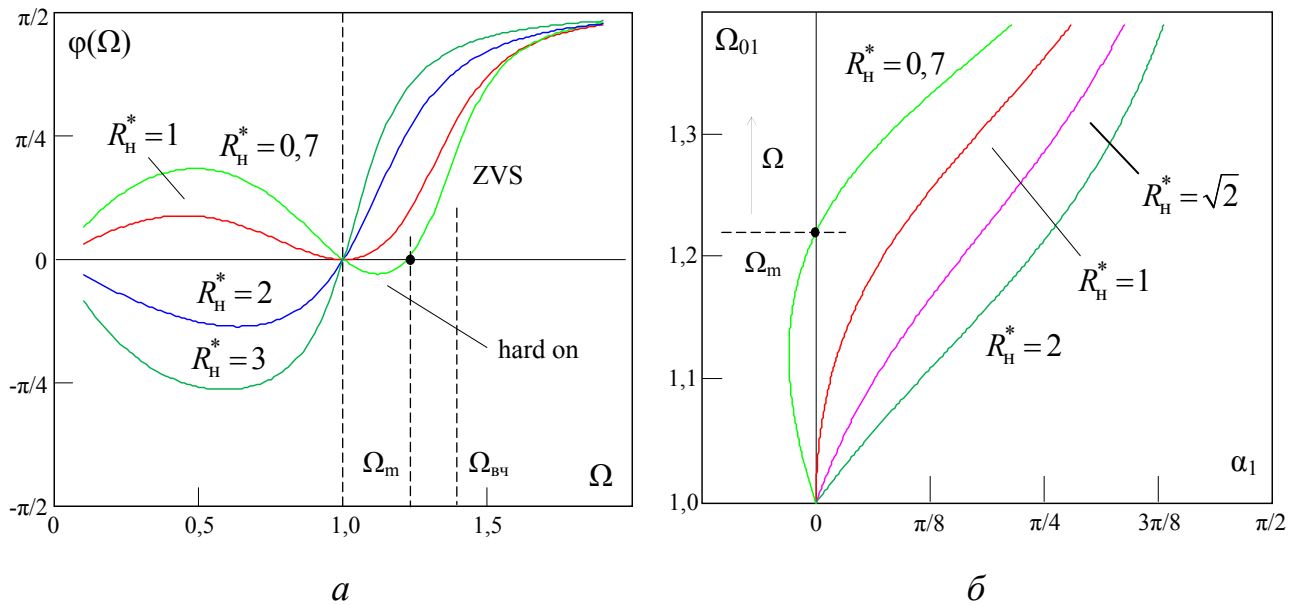 π/2
φ(Ω)
R*н = 1
R*н = 0,7
π/4
ZVS
0
R*н = 2
hard on
R*н = 3
-π/4
Ωm
Ωвч
Ω
-π/2
0
0,5
1,0
1,5
а
Ω01
R*н = 0,7
1,3
Ω
R*н = √2
1,2
Ωm
R*н = 1
R*н = 2
1,1
α1
1,0
0
π/8
π/4
3π/8
π/2
б